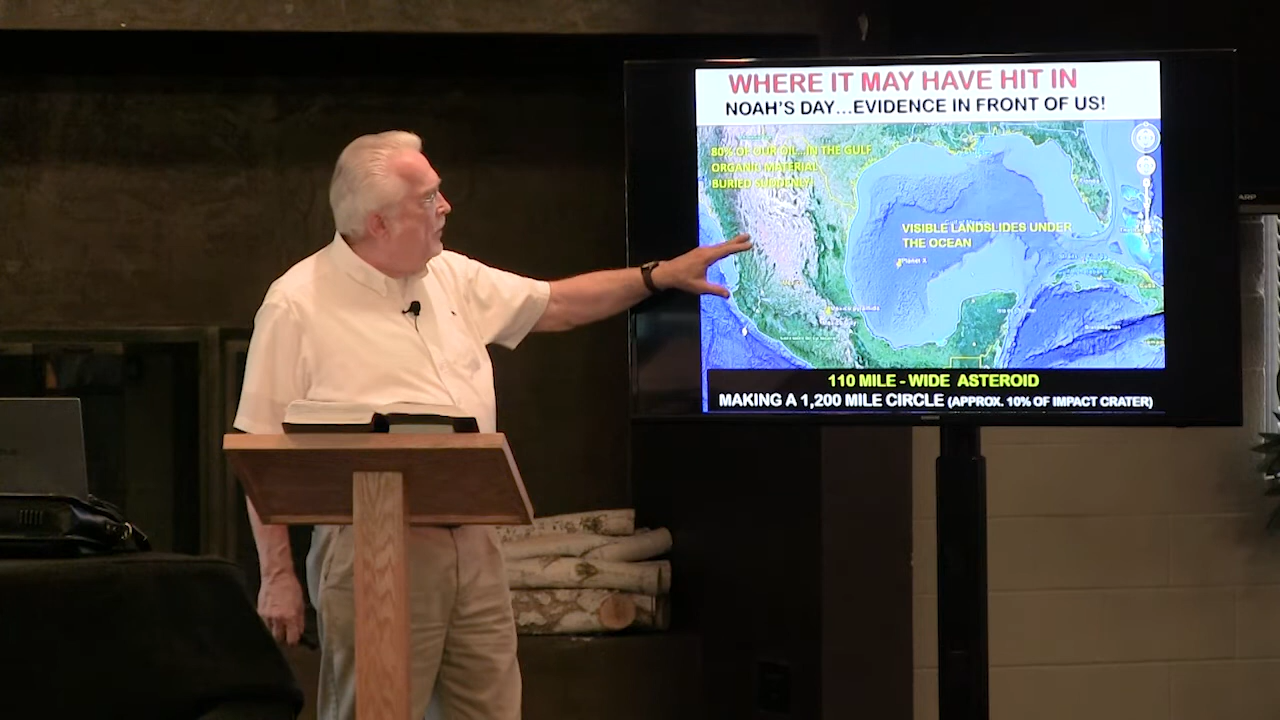 WHERE IT MAY HAVE HIT IN
NOAH'S DAY...EVIDENCE IN FRONT OF US!
80% OF OUR OIL - IN THE GULF
ORGANIC MATERIAL
BURIED SUDDENLY!
VISIBLE LANDSLIDES UNDER
THE OCEAN
Planet X
110 MILE - WIDE ASTEROID
MAKING A 1,200 MILE CIRCLE (APPROX. 10% OF IMPACT CRATER)